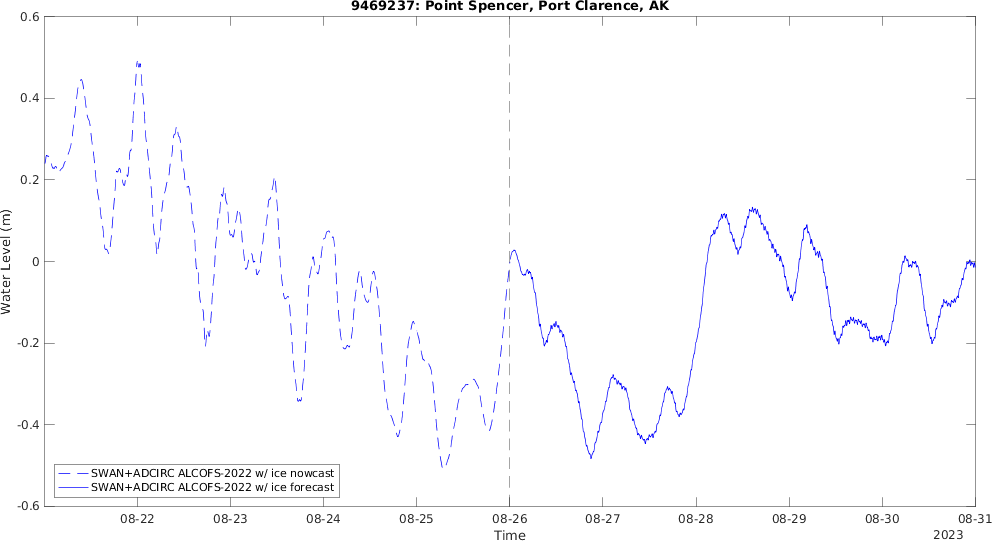 9469237: Point Spencer, Port Clarence, AK
0.6
0.4
0.2
0
-0.2
-0.4
-0.6
Water Level (m)
SWAN+ADCIRC ALCOFS-2022 w/ ice nowcast
SWAN+ADCIRC ALCOFS-2022 w/ ice forecast
08-22 08-23 08-24 08-25 08-26 08-27 08-28 08-29 08-30 08-31
Time
2023